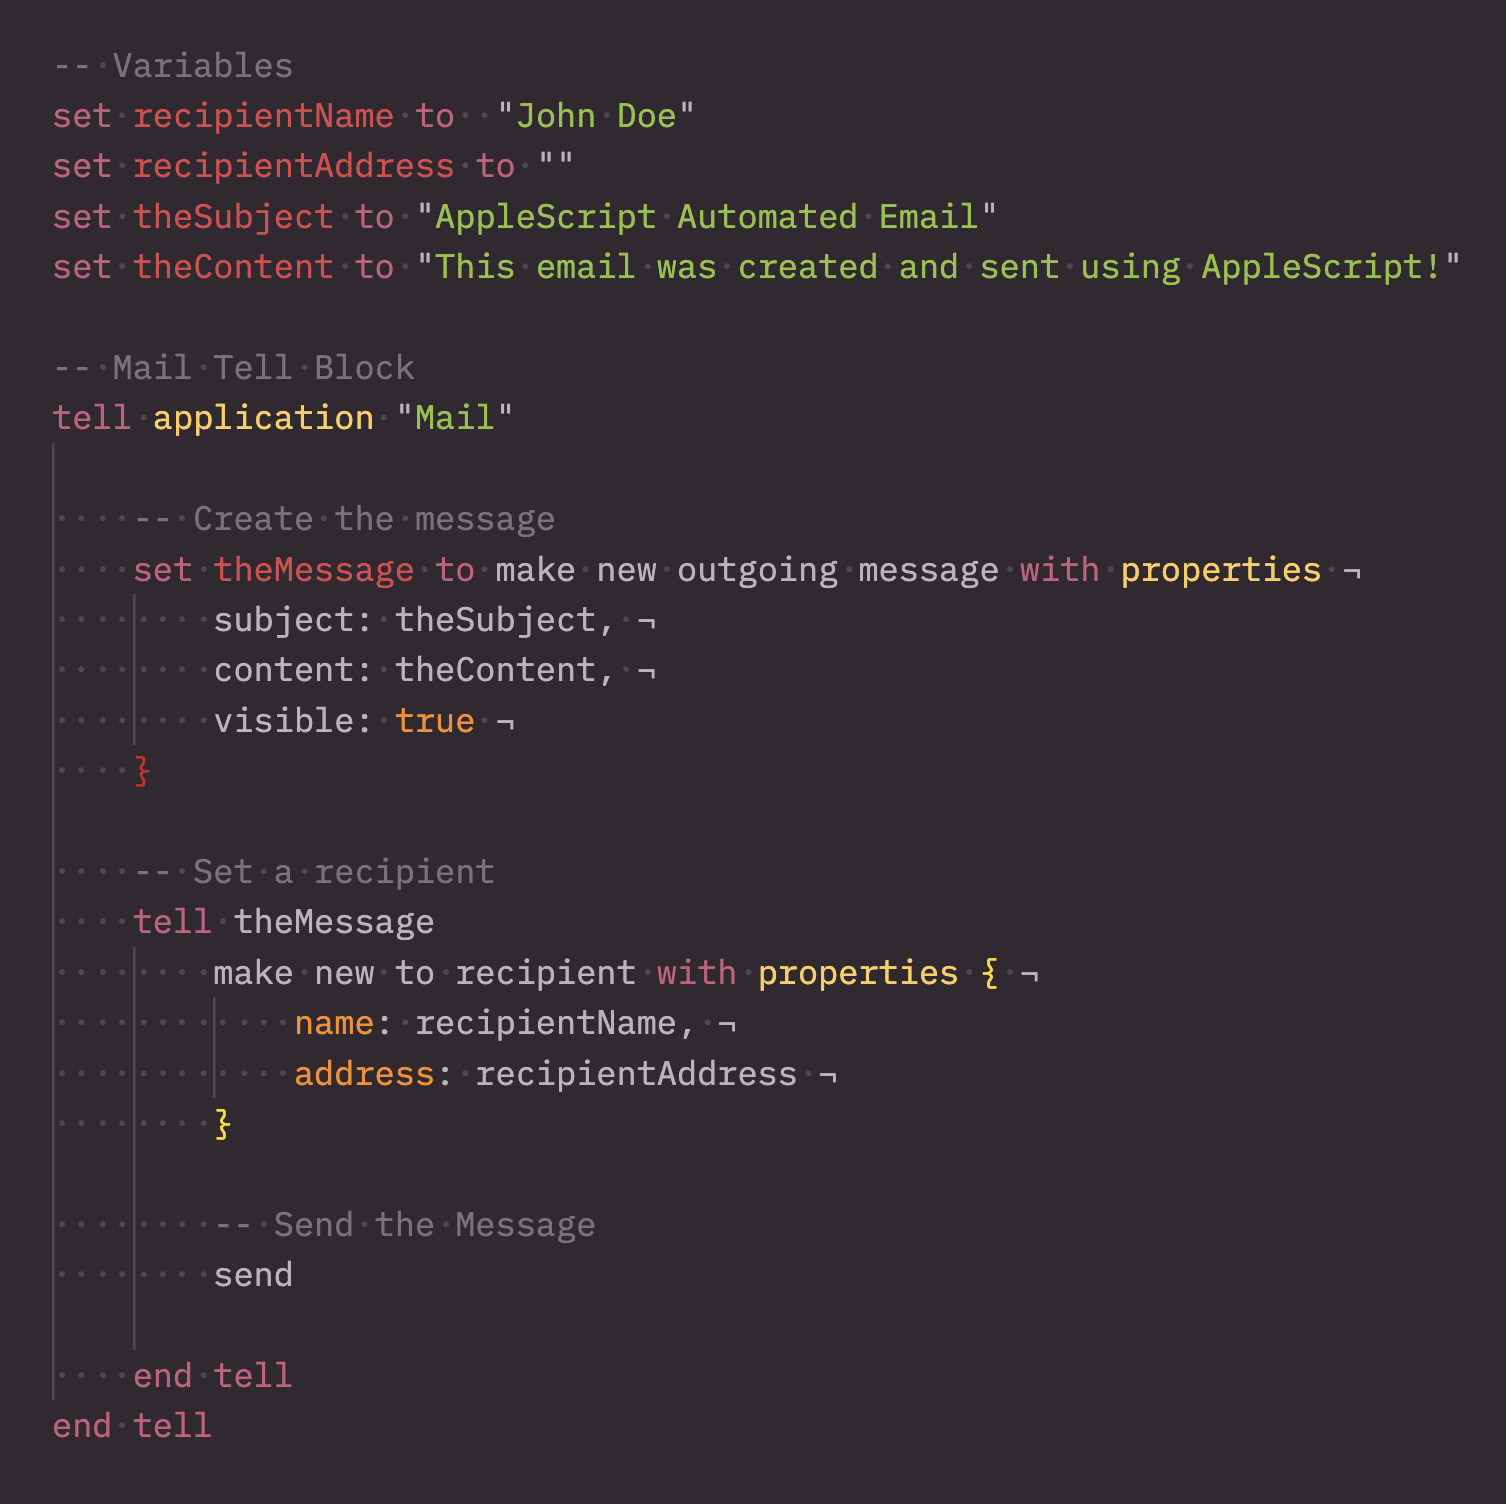 -- Variables
set recipientName to  "John Doe"
set recipientAddress to ""
set theSubject to "AppleScript Automated Email"
set theContent to "This email was created and sent using AppleScript!"

-- Mail Tell Block
tell application "Mail"

    -- Create the message
    set theMessage to make new outgoing message with properties ¬
        subject: theSubject, ¬
        content: theContent, ¬
        visible: true ¬
    }

    -- Set a recipient
    tell theMessage
        make new to recipient with properties { ¬
            name: recipientName, ¬
            address: recipientAddress ¬
        }

        -- Send the Message
        send

    end tell
end tell